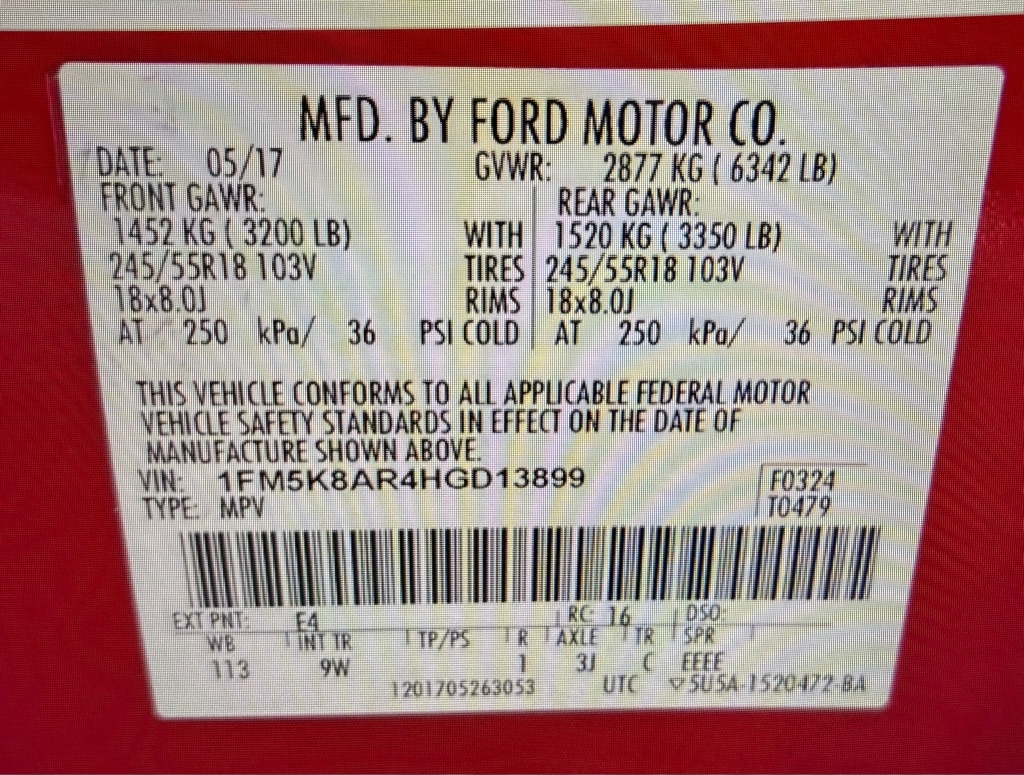 MFD. BY FORD MOTOR CO.
DATE: 05/17 GVWR: 2877 KG ( 6342 LB)
FRONT GAWR: REAR GAWR:
1452 KG ( 3200 LB) WITH 1520 KG ( 3350 LB) WITH
245/55R18 103V TIRES 245/55R18 103V TIRES
18x8.0J RIMS 18x8.0J RIMS
AT 250 kPa/ 36 PSI COLD AT 250 kPa/ 36 PSI COLD
THIS VEHICLE CONFORMS TO ALL APPLICABLE FEDERAL MOTOR
VEHICLE SAFETY STANDARDS IN EFFECT ON THE DATE OF
MANUFACTURE SHOWN ABOVE.
VIN: 1FM5K8AR4HGD13899 F0324
TYPE: MPV T0479
EXT PNT: E4 RC: 16 DSO:
WB INT TR TP/PS R AXLE TR SPR
113 9W 1 3J C EEEE
1201705263053 UTC ▽5U5A-1520472-BA